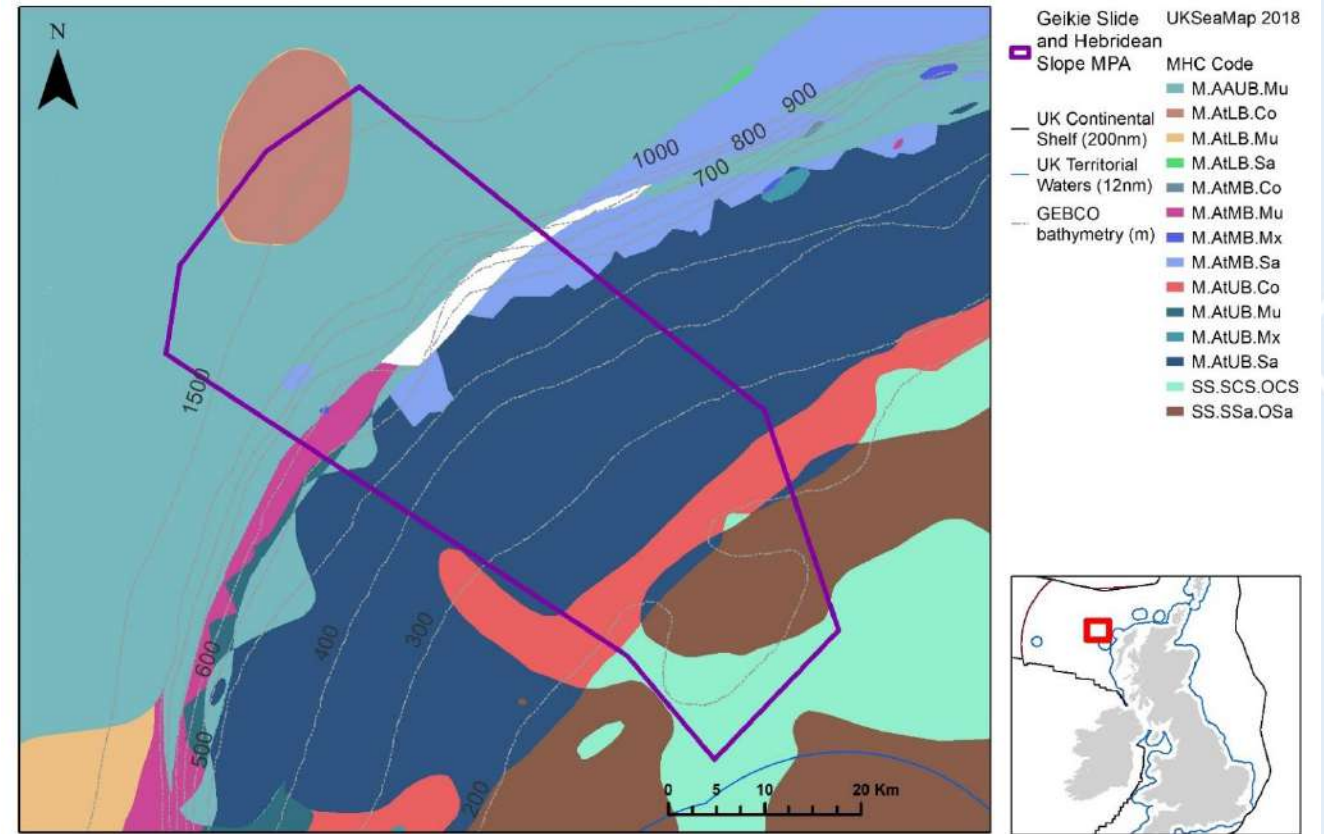 N
900
800
1000
700
1500
400
300
600
500
200
0 5 10 20 Km
Geikie Slide
and Hebridean
Slope MPA
UK Continental
Shelf (200nm)
UK Territorial
Waters (12nm)
GEBCO
bathymetry (m)
UKSeaMap 2018
MHC Code
M.AAUB.Mu
M.AtLB.Co
M.AtLB.Mu
M.AtLB.Sa
M.AtMB.Co
M.AtMB.Mu
M.AtMB.Mx
M.AtMB.Sa
M.AtUB.Co
M.AtUB.Mu
M.AtUB.Mx
M.AtUB.Sa
SS.SCS.OCS
SS.SSa.OSa